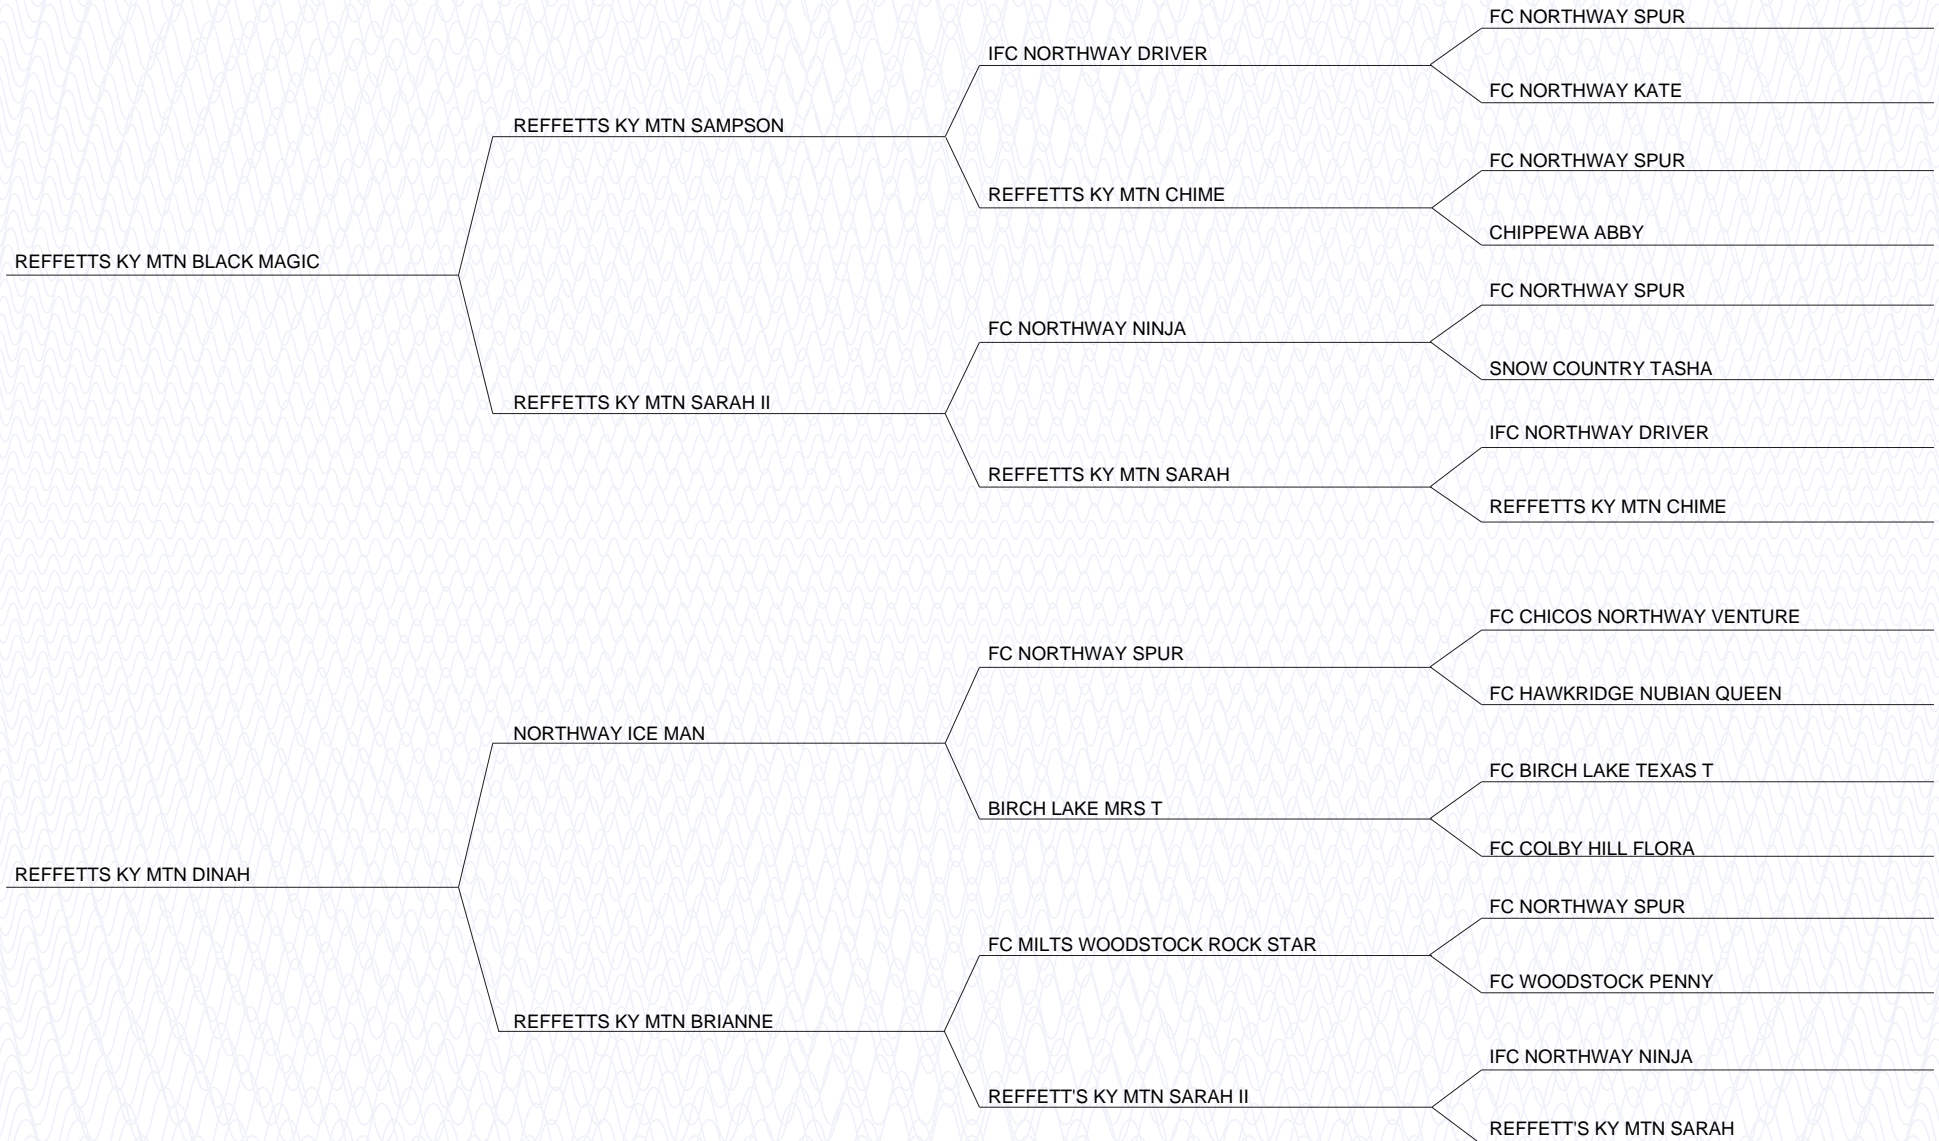 FC NORTHWAY SPUR
IFC NORTHWAY DRIVER
FC NORTHWAY KATE
REFFETTS KY MTN SAMPSON
FC NORTHWAY SPUR
REFFETTS KY MTN CHIME
CHIPPEWA ABBY
REFFETTS KY MTN BLACK MAGIC
FC NORTHWAY SPUR
FC NORTHWAY NINJA
SNOW COUNTRY TASHA
REFFETTS KY MTN SARAH II
IFC NORTHWAY DRIVER
REFFETTS KY MTN SARAH
REFFETTS KY MTN CHIME
FC CHICOS NORTHWAY VENTURE
FC NORTHWAY SPUR
FC HAWKRIDGE NUBIAN QUEEN
NORTHWAY ICE MAN
FC BIRCH LAKE TEXAS T
BIRCH LAKE MRS T
FC COLBY HILL FLORA
REFFETTS KY MTN DINAH
FC NORTHWAY SPUR
FC MILTS WOODSTOCK ROCK STAR
FC WOODSTOCK PENNY
REFFETTS KY MTN BRIANNE
IFC NORTHWAY NINJA
REFFETT'S KY MTN SARAH II
REFFETT'S KY MTN SARAH